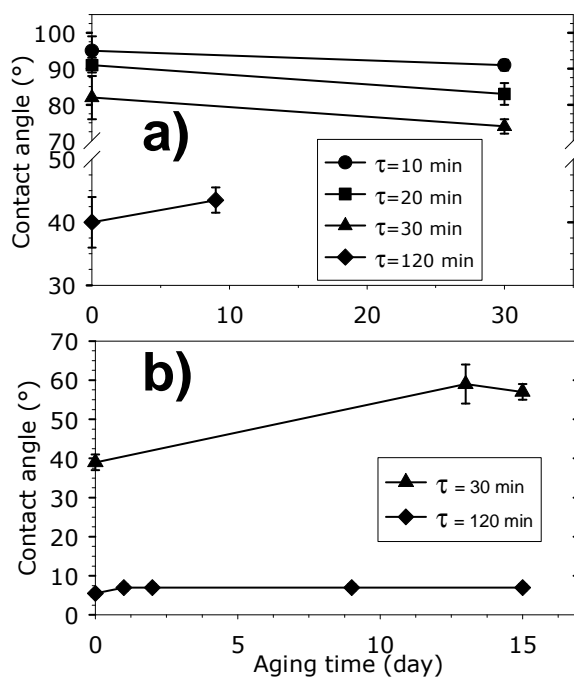 100
90
80
70
50
40
30
Contact angle (°)
a)
τ=10 min
τ=20 min
τ=30 min
τ=120 min
0 10 20 30
70
60
50
40
30
20
10
0
Contact angle (°)
b)
τ = 30 min
τ = 120 min
0 5 10 15
Aging time (day)